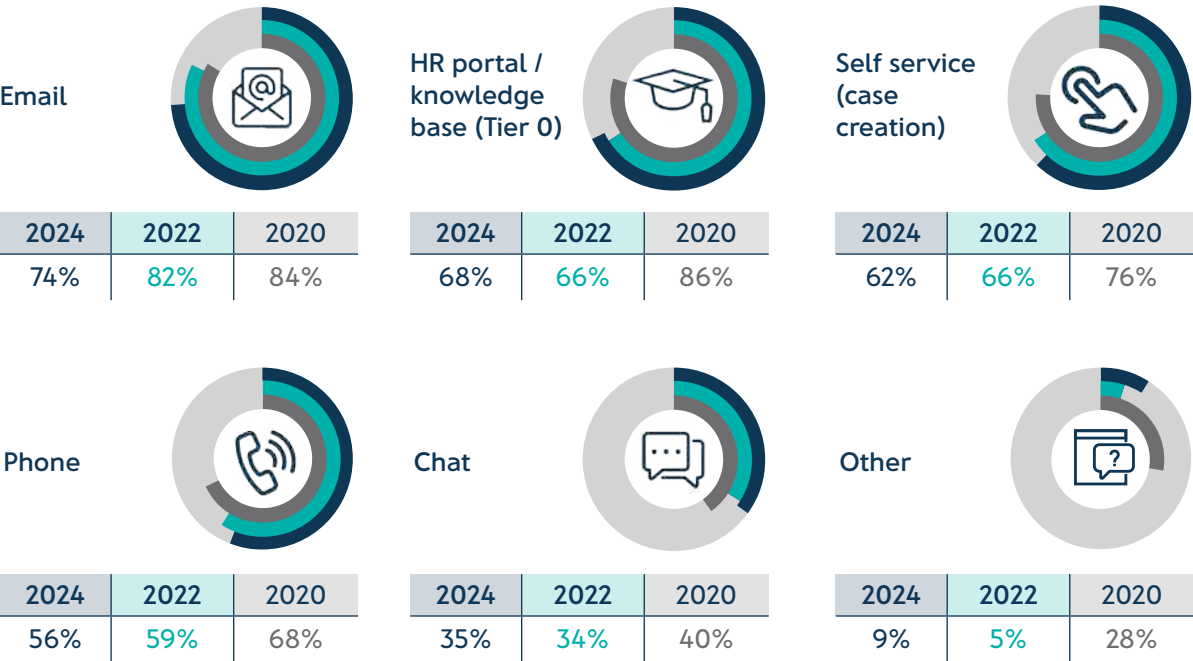 Email
HR portal /
knowledge
base (Tier 0)
Self service
(case
creation)
2024 2022 2020
74% 82% 84%
2024 2022 2020
68% 66% 86%
2024 2022 2020
62% 66% 76%
Phone
Chat
Other
?
2024 2022 2020
56% 59% 68%
2024 2022 2020
35% 34% 40%
2024 2022 2020
9% 5% 28%